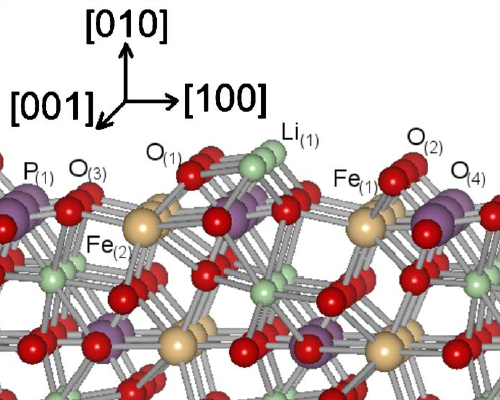 [010]
[001]
[100]
Li(1)
O(1)
O(2)
P(1)
O(3)
Fe(1)
O(4)
Fe(2)